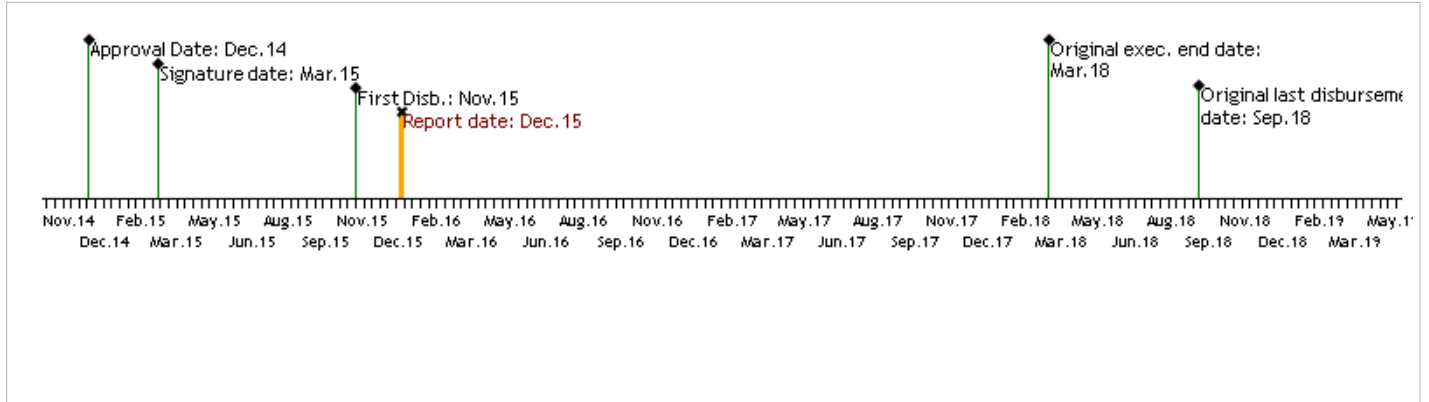 Approval Date: Dec.14
Signature date: Mar.15
First Disb.: Nov.15
Report date: Dec.15
Original exec. end date:
Mar.18
Original last disburseme
date: Sep.18
Nov.14 Feb.15 May.15 Aug.15 Nov.15 Feb.16 May.16 Aug.16 Nov.16 Feb.17 May.17 Aug.17 Nov.17 Feb.18 May.18 Aug.18 Nov.18 Feb.19 May.1
Dec.14 Mar.15 Jun.15 Sep.15 Dec.15 Mar.16 Jun.16 Sep.16 Dec.16 Mar.17 Jun.17 Sep.17 Dec.17 Mar.18 Jun.18 Sep.18 Dec.18 Mar.19